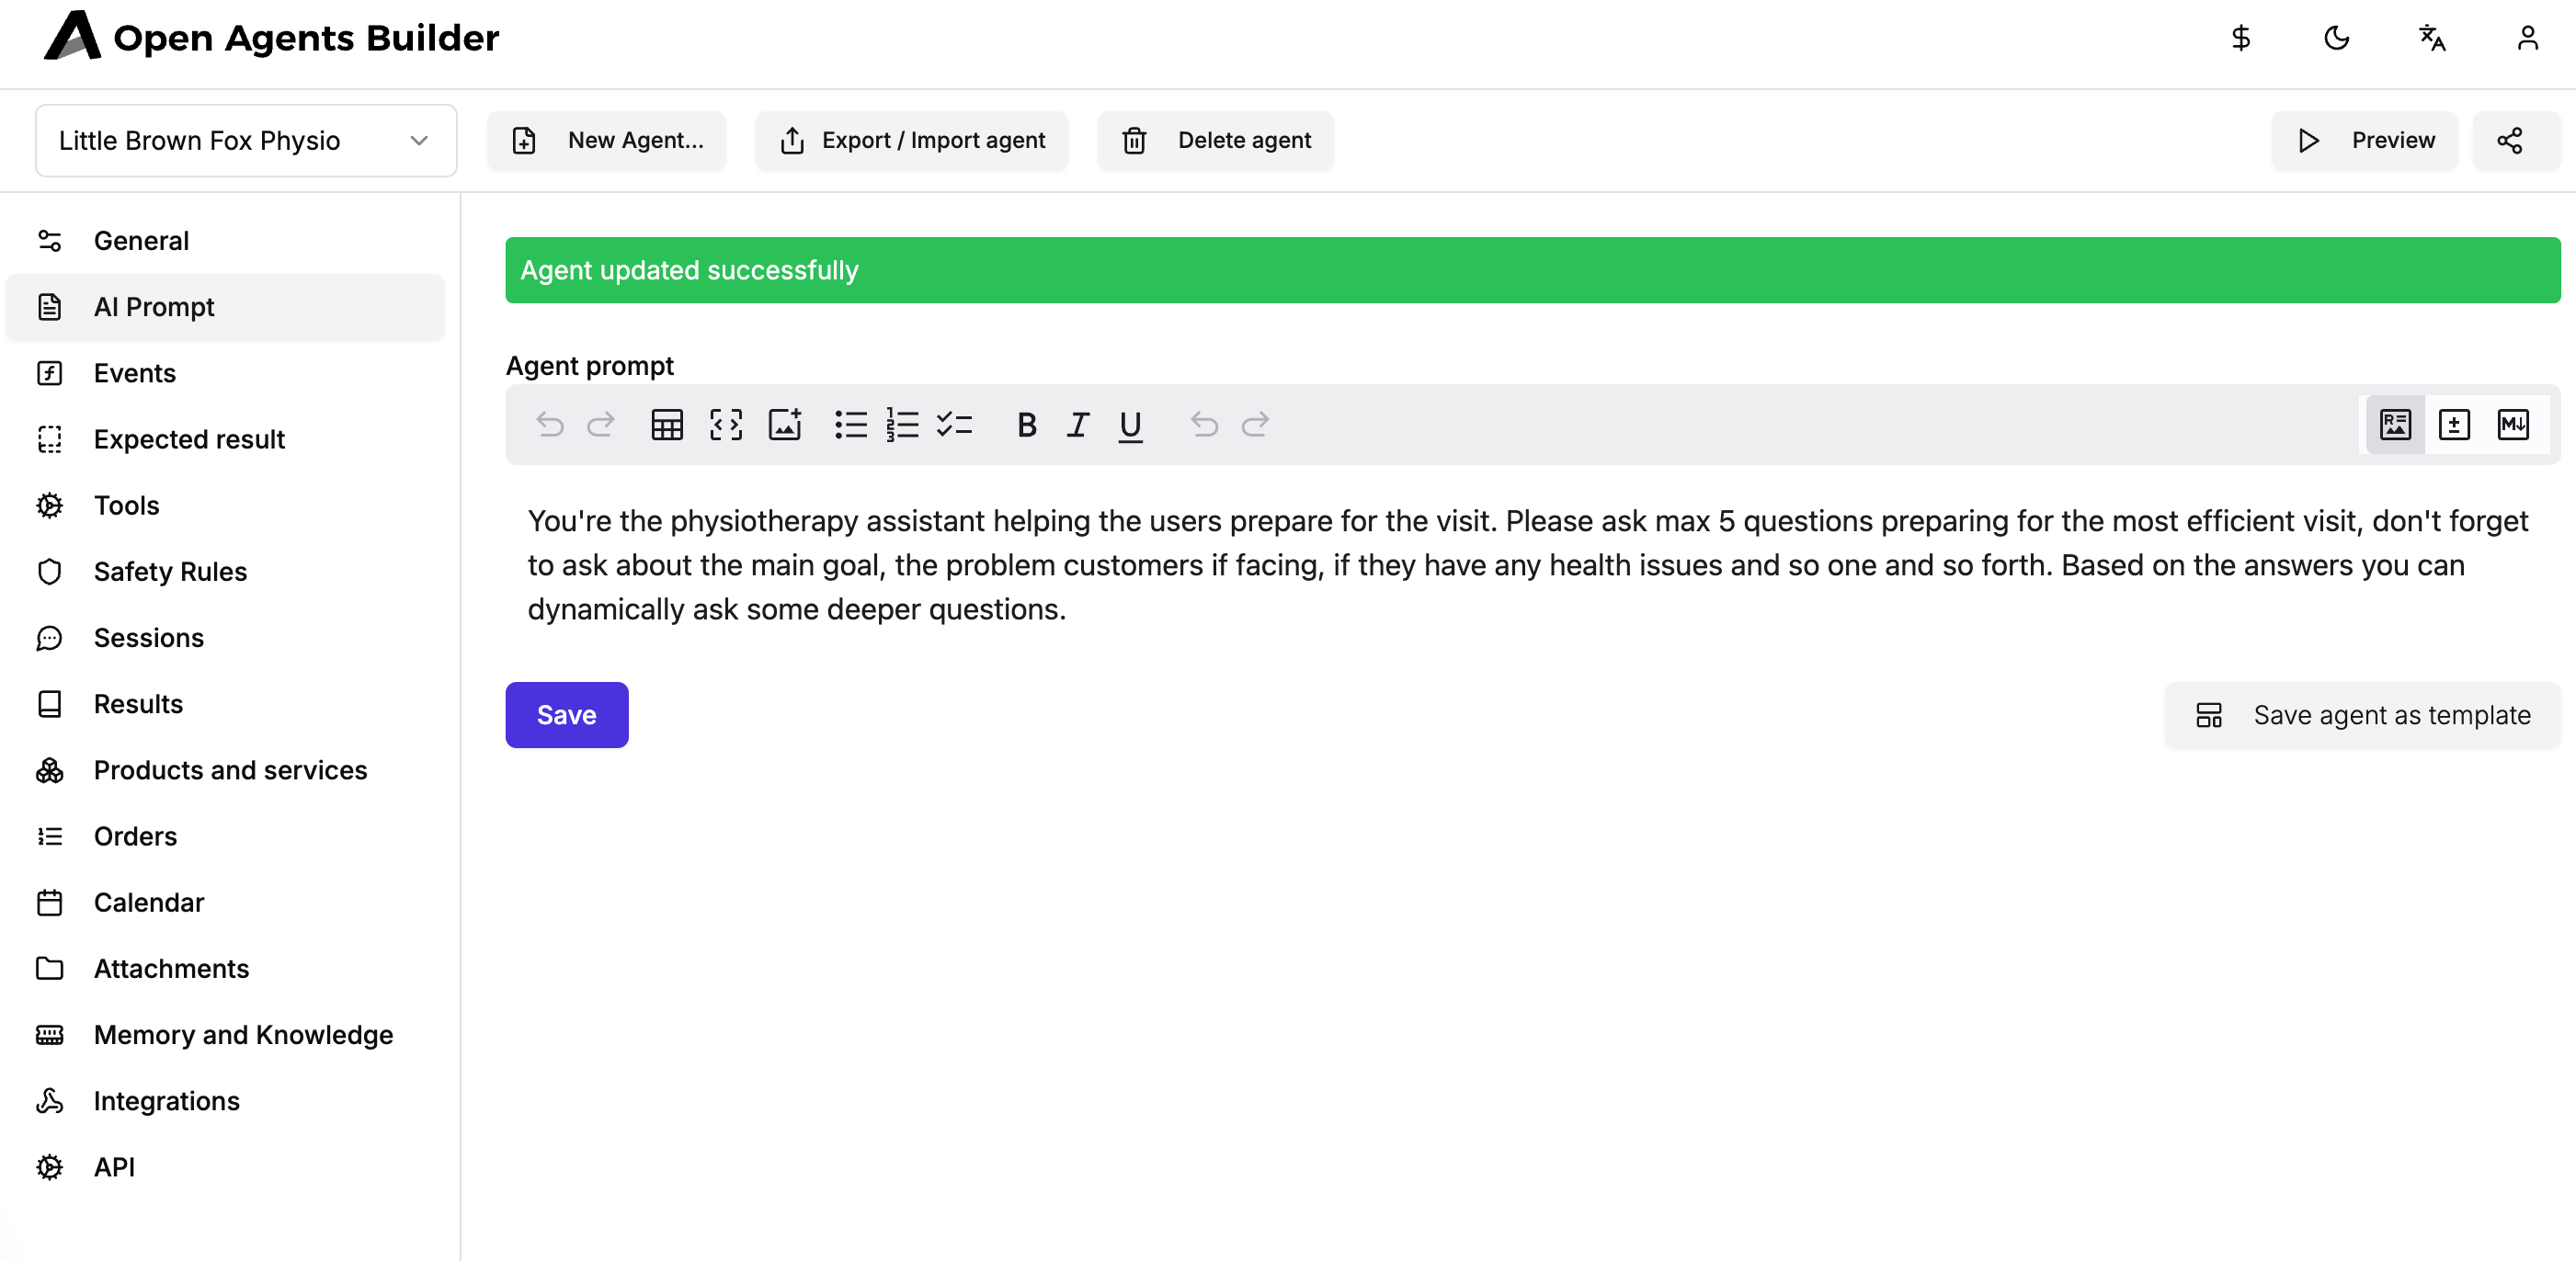 Open Agents Builder
Little Brown Fox Physio
New Agent...
Export / Import agent
Delete agent
Preview
General
AI Prompt
Events
Expected result
Tools
Safety Rules
Sessions
Results
Products and services
Orders
Calendar
Attachments
Memory and Knowledge
Integrations
API
Agent updated successfully
Agent prompt
You're the physiotherapy assistant helping the users prepare for the visit. Please ask max 5 questions preparing for the most efficient visit, don't forget
to ask about the main goal, the problem customers if facing, if they have any health issues and so one and so forth. Based on the answers you can
dynamically ask some deeper questions.
Save
Save agent as template